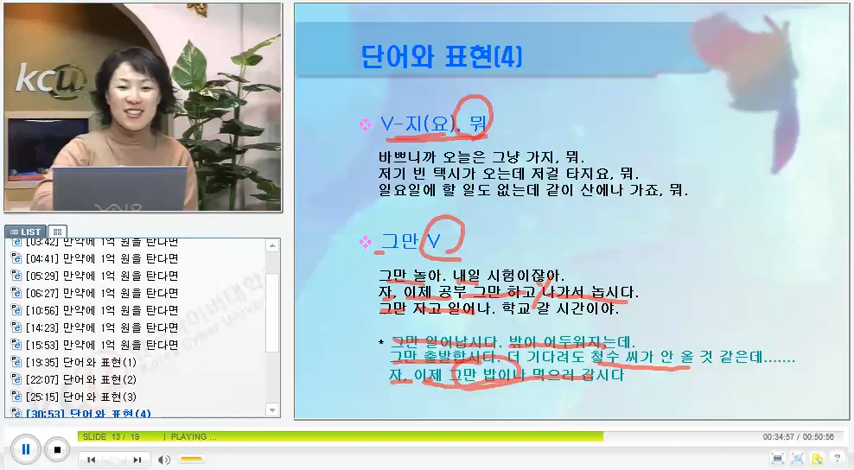 kcu
단어와 표현(4)
V-지(요), 뭐
바쁘니까 오늘은 그냥 가지, 뭐.
저기 빈 택시가 오는데 저걸 타지요, 뭐.
일요일에 할 일도 없는데 같이 산에나 가죠, 뭐.
그만 V
그만 놀아. 내일 시험이잖아.
자, 이제 공부 그만 하고 나가서 놉시다.
그만 자고 일어나. 학교 갈 시간이야.
* 그만 일어납시다. 밖이 어두워지는데.
그만 출발합시다. 더 기다려도 철수 씨가 안 올 것 같은데.......
자, 이제 그만 밥이나 먹으러 갑시다
LIST
[03:42] 만약에 1억 원을 탄다면
[04:41] 만약에 1억 원을 탄다면
[05:29] 만약에 1억 원을 탄다면
[06:27] 만약에 1억 원을 탄다면
[10:56] 만약에 1억 원을 탄다면
[14:23] 만약에 1억 원을 탄다면
[15:53] 만약에 1억 원을 탄다면
[19:35] 단어와 표현(1)
[22:07] 단어와 표현(2)
[25:15] 단어와 표현(3)
[30:53] 단어와 표현(4)
SLIDE 13 / 19 | PLAYING ...
00:34:57 / 00:50:56